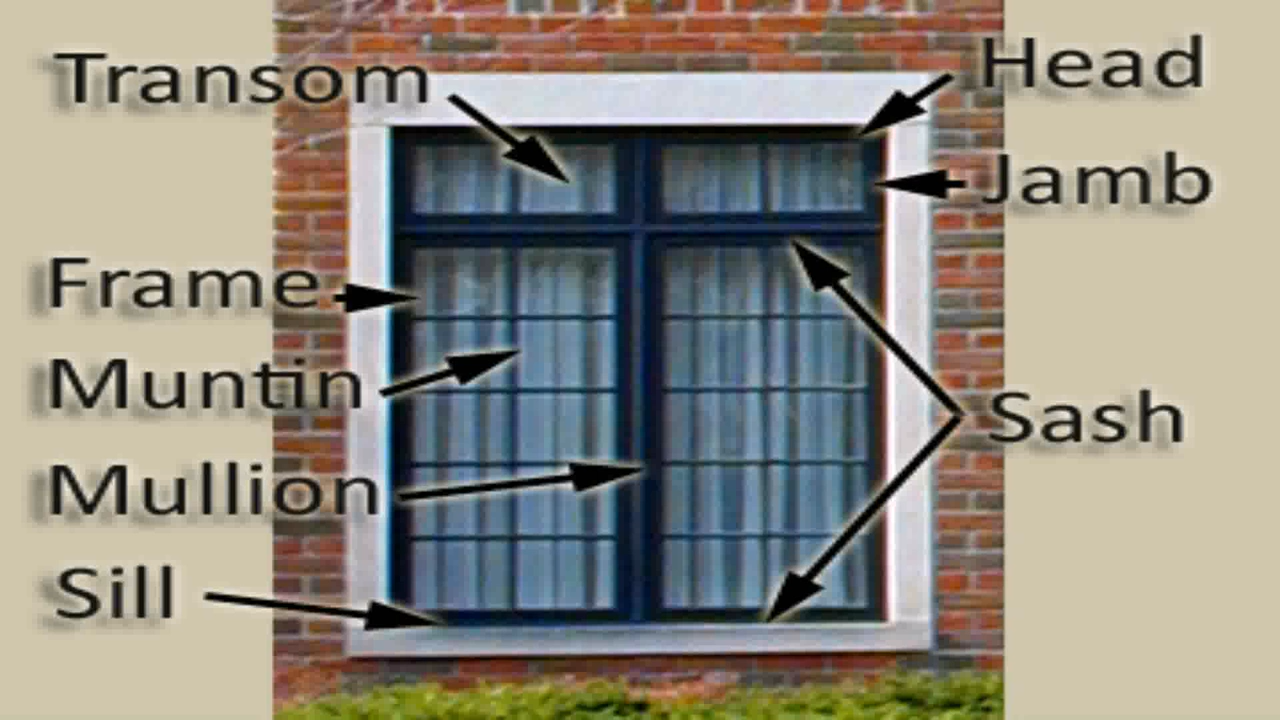 Transom
Head
Jamb
Frame
Muntin
Mullion
Sash
Sill